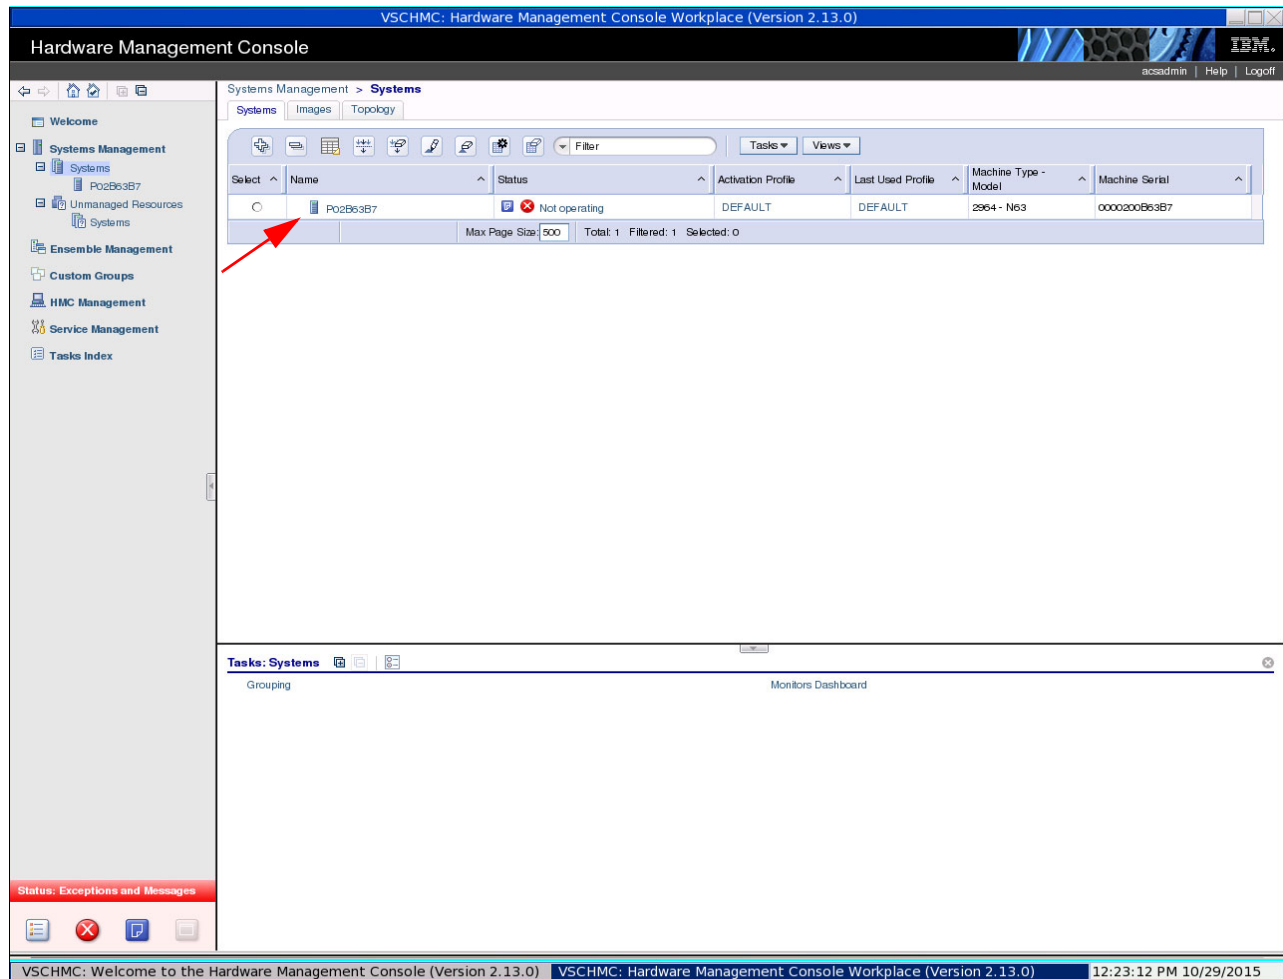 VSCHMC: Hardware Management Console Workplace (Version 2.13.0)
Hardware Management Console
IBM.
acsadmin | Help | Logoff
Welcome
Systems Management
Systems
P02B63B7
Unmanaged Resources
Systems
Ensemble Management
Custom Groups
HMC Management
Service Management
Tasks Index
Status: Exceptions and Messages
Systems Management > Systems
Systems Images Topology
Filter Tasks Views
Select Name Status Activation Profile Last Used Profile Machine Type - Model Machine Serial
P02B63B7 Not operating DEFAULT DEFAULT 2964 - N63 0000200B63B7
Max Page Size: 500 Total: 1 Filtered: 1 Selected: 0
Tasks: Systems
Grouping Monitors Dashboard
VSCHMC: Welcome to the Hardware Management Console (Version 2.13.0) VSCHMC: Hardware Management Console Workplace (Version 2.13.0) 12:23:12 PM 10/29/2015